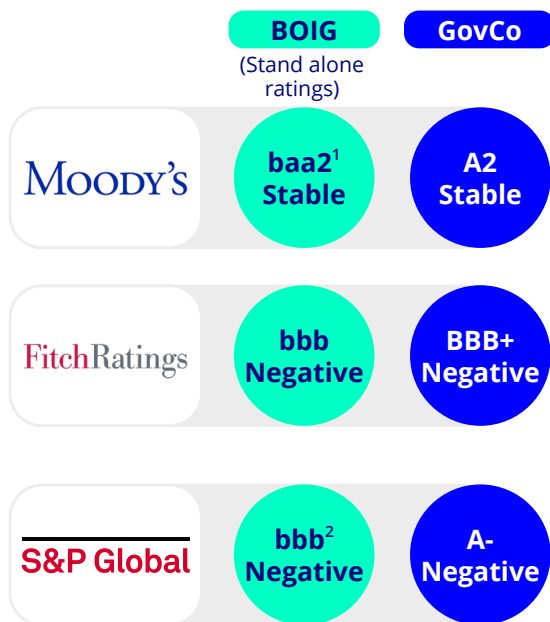 BOIG
GovCo
(Stand alone
ratings)
MOODY'S
baa2¹
Stable
A2
Stable
FitchRatings
bbb
Negative
BBB+
Negative
S&P Global
bbb²
Negative
A-
Negative